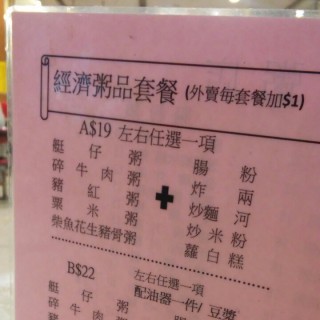 經濟粥品套餐 (外賣每套餐加$1)
A$19 左右任選一項
艇仔粥 腸粉
碎牛肉粥 炸兩
豬紅粥 + 炒麵河
粟米粥 炒米粉
柴魚花生豬骨粥 蘿白糕
B$22 左右任選一項
艇仔粥 配油器一件/豆漿
碎牛肉
豬